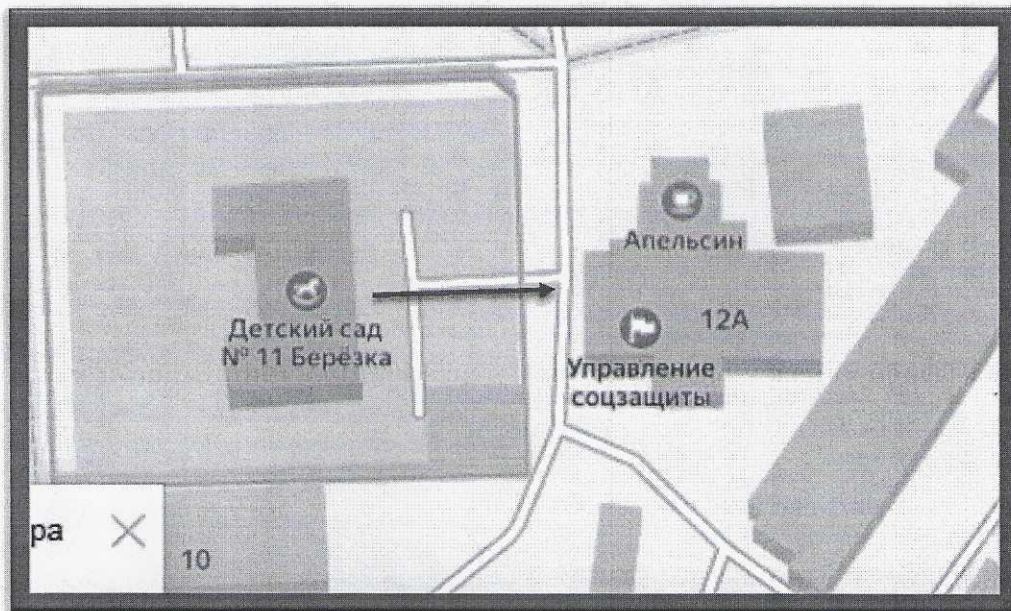 Апельсин
12А
Детский сад
№ 11 Берёзка
Управление
соцзащиты
ра
10